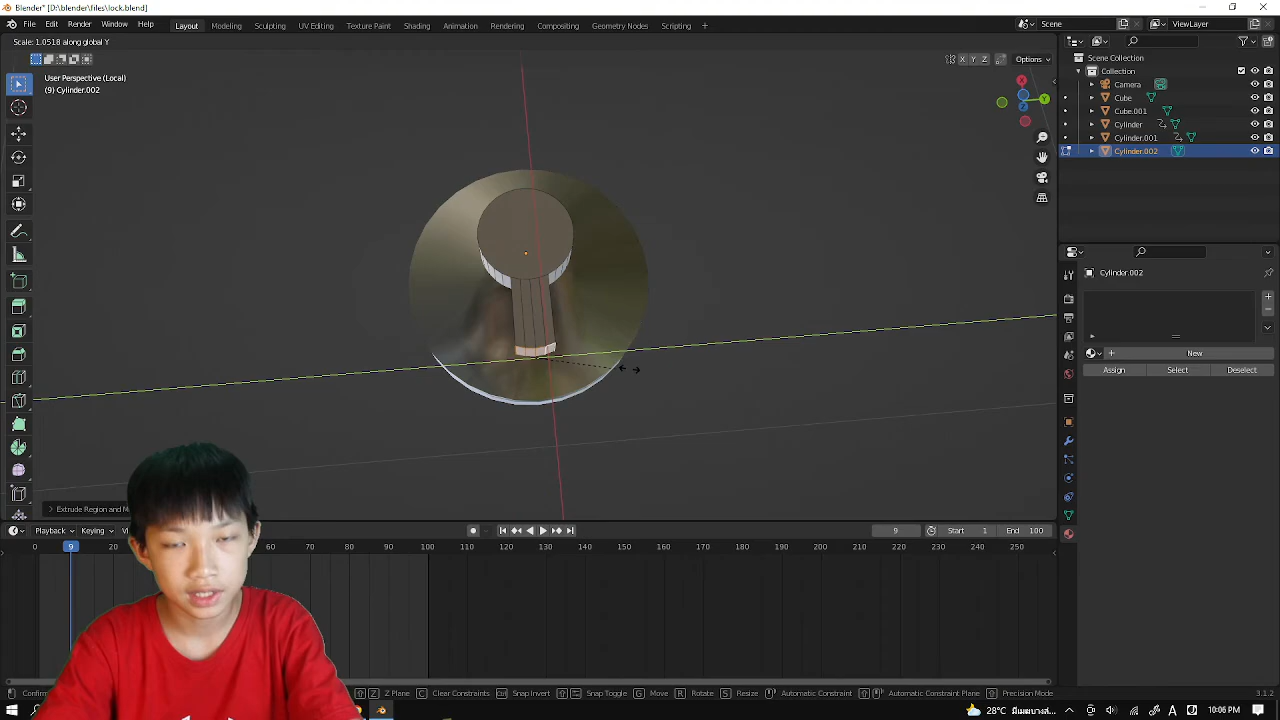 Blender* [D:\blender\files\lock.blend]
File Edit Render Window Help Layout Modeling Sculpting UV Editing Texture Paint Shading Animation Rendering Compositing Geometry Nodes Scripting + Scene ViewLayer
Scale: 1.0518 along global Y
X Y Z Options
User Perspective (Local)
(9) Cylinder.002
Scene Collection
Collection
Camera
Cube
Cube.001
Cylinder
Cylinder.001
Cylinder.002
X
Y
Z
Cylinder.002
New
Assign Select Deselect
Extrude Region and M
Playback Keying 9 Start 1 End 100
0 9 20 60 70 80 90 100 110 120 130 140 150 160 170 180 190 200 210 220 230 240 250
Confirm Z Z Plane C Clear Constraints Snap Invert Snap Toggle G Move R Rotate S Resize Automatic Constraint Automatic Constraint Plane Precision Mode 3.1.2
28°C 10:06 PM